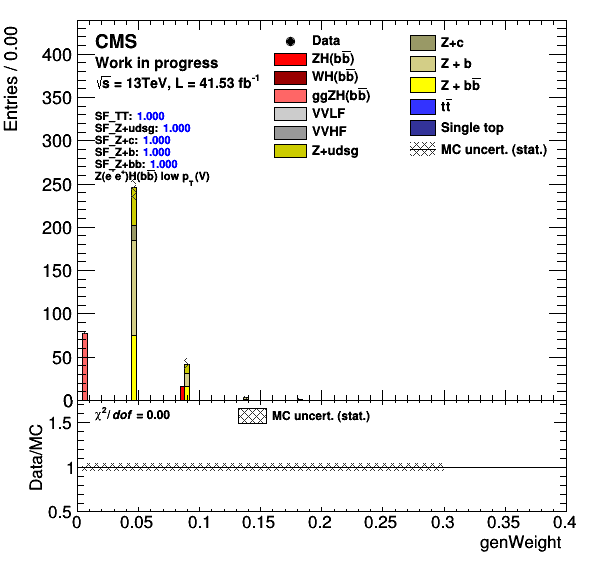 CMS
Work in progress
√s = 13TeV, L = 41.53 fb⁻¹
SF_TT: 1.000
SF_Z+udsg: 1.000
SF_Z+c: 1.000
SF_Z+b: 1.000
SF_Z+bb: 1.000
Z(e⁻e⁺)H(bb̅) low p_T(V)
Data
ZH(bb̅)
WH(bb̅)
ggZH(bb̅)
VVLF
VVHF
Z+udsg
Z+c
Z + b
Z + bb̅
tt̅
Single top
MC uncert. (stat.)
Entries / 0.00
400
350
300
250
200
150
100
50
0
χ²/dof = 0.00
MC uncert. (stat.)
Data/MC
1.5
1
0.5
0 0.05 0.1 0.15 0.2 0.25 0.3 0.35 0.4
genWeight